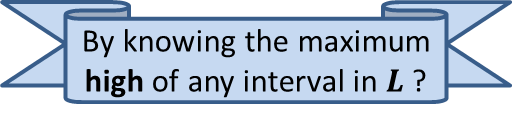 By knowing the maximum
high of any interval in L ?